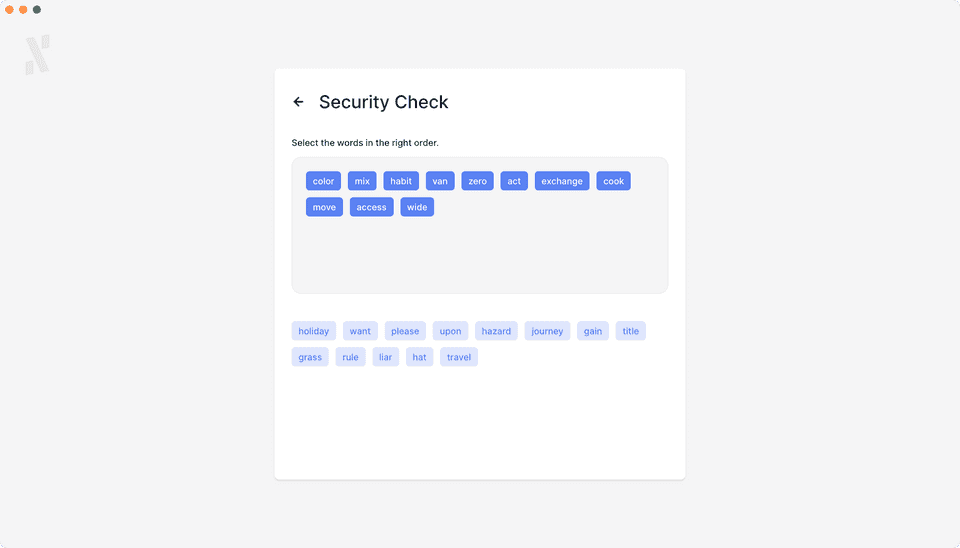 Security Check
Select the words in the right order.
color mix habit van zero act exchange cook
move access wide
holiday want please upon hazard journey gain title
grass rule liar hat travel